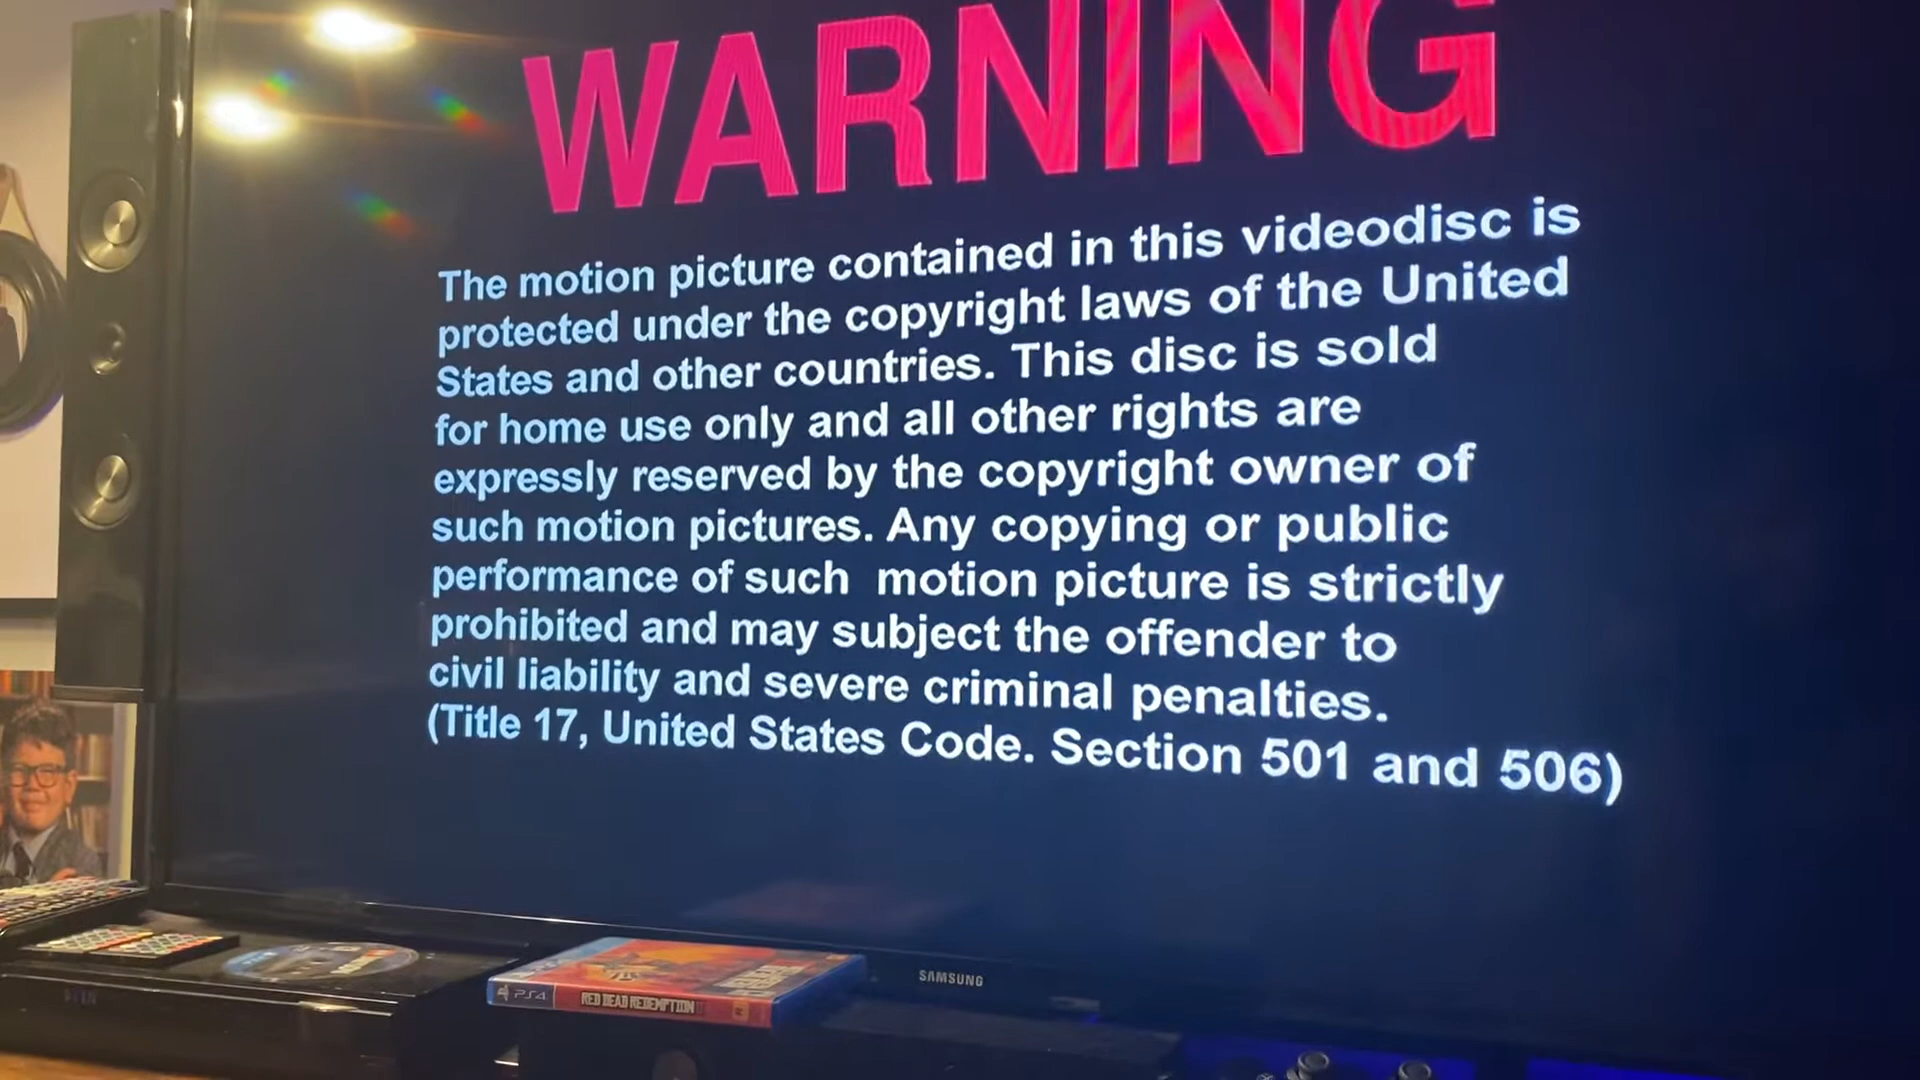 WARNING
The motion picture contained in this videodisc is
protected under the copyright laws of the United
States and other countries. This disc is sold
for home use only and all other rights are
expressly reserved by the copyright owner of
such motion pictures. Any copying or public
performance of such motion picture is strictly
prohibited and may subject the offender to
civil liability and severe criminal penalties.
(Title 17, United States Code. Section 501 and 506)
SAMSUNG
PS4
RED DEAD REDEMPTION